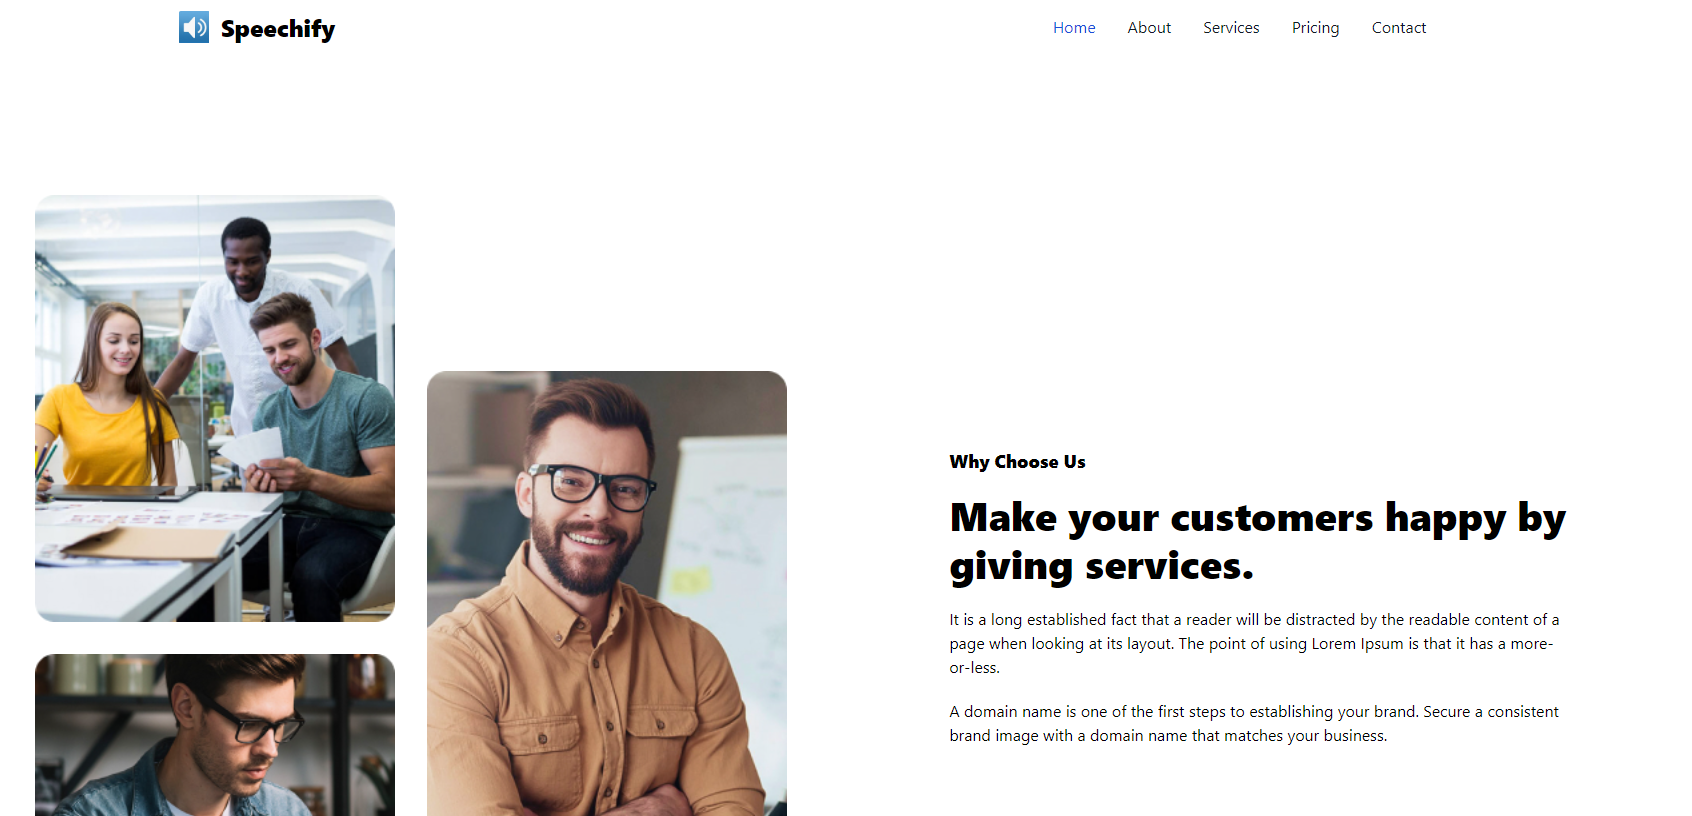 Speechify
Home About Services Pricing Contact
Why Choose Us
Make your customers happy by
giving services.
It is a long established fact that a reader will be distracted by the readable content of a
page when looking at its layout. The point of using Lorem Ipsum is that it has a more-
or-less.
A domain name is one of the first steps to establishing your brand. Secure a consistent
brand image with a domain name that matches your business.